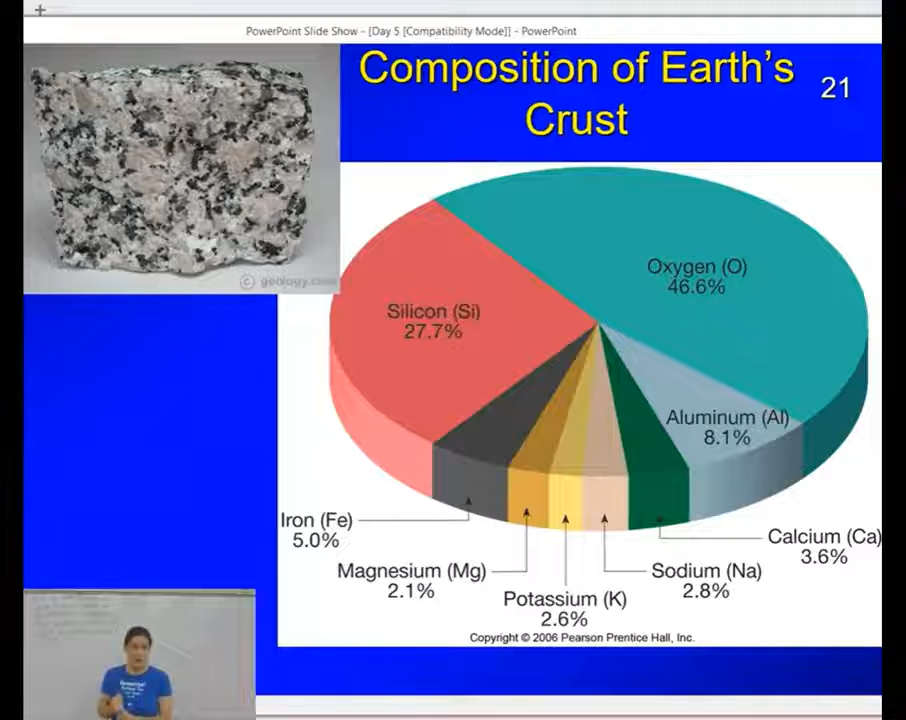 PowerPoint Slide Show - [Day 5 [Compatibility Mode]] - PowerPoint
Composition of Earth's
Crust
21
© geology.com
Oxygen (O)
46.6%
Silicon (Si)
27.7%
Aluminum (Al)
8.1%
Iron (Fe)
5.0%
Calcium (Ca)
3.6%
Magnesium (Mg)
2.1%
Sodium (Na)
2.8%
Potassium (K)
2.6%
Copyright © 2006 Pearson Prentice Hall, Inc.